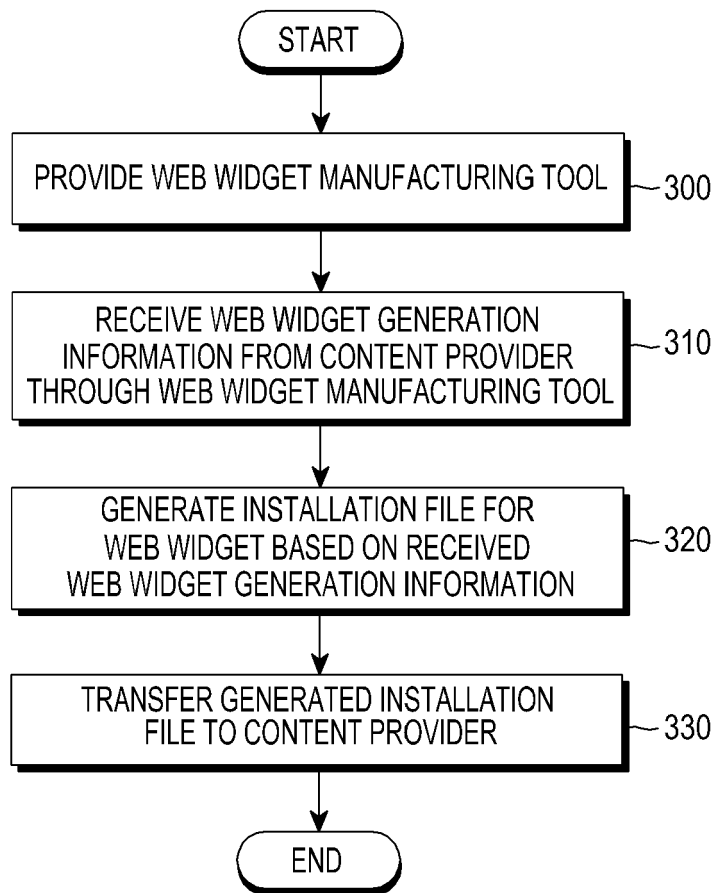 START
PROVIDE WEB WIDGET MANUFACTURING TOOL
300
RECEIVE WEB WIDGET GENERATION
INFORMATION FROM CONTENT PROVIDER
THROUGH WEB WIDGET MANUFACTURING TOOL
310
GENERATE INSTALLATION FILE FOR
WEB WIDGET BASED ON RECEIVED
WEB WIDGET GENERATION INFORMATION
320
TRANSFER GENERATED INSTALLATION
FILE TO CONTENT PROVIDER
330
END